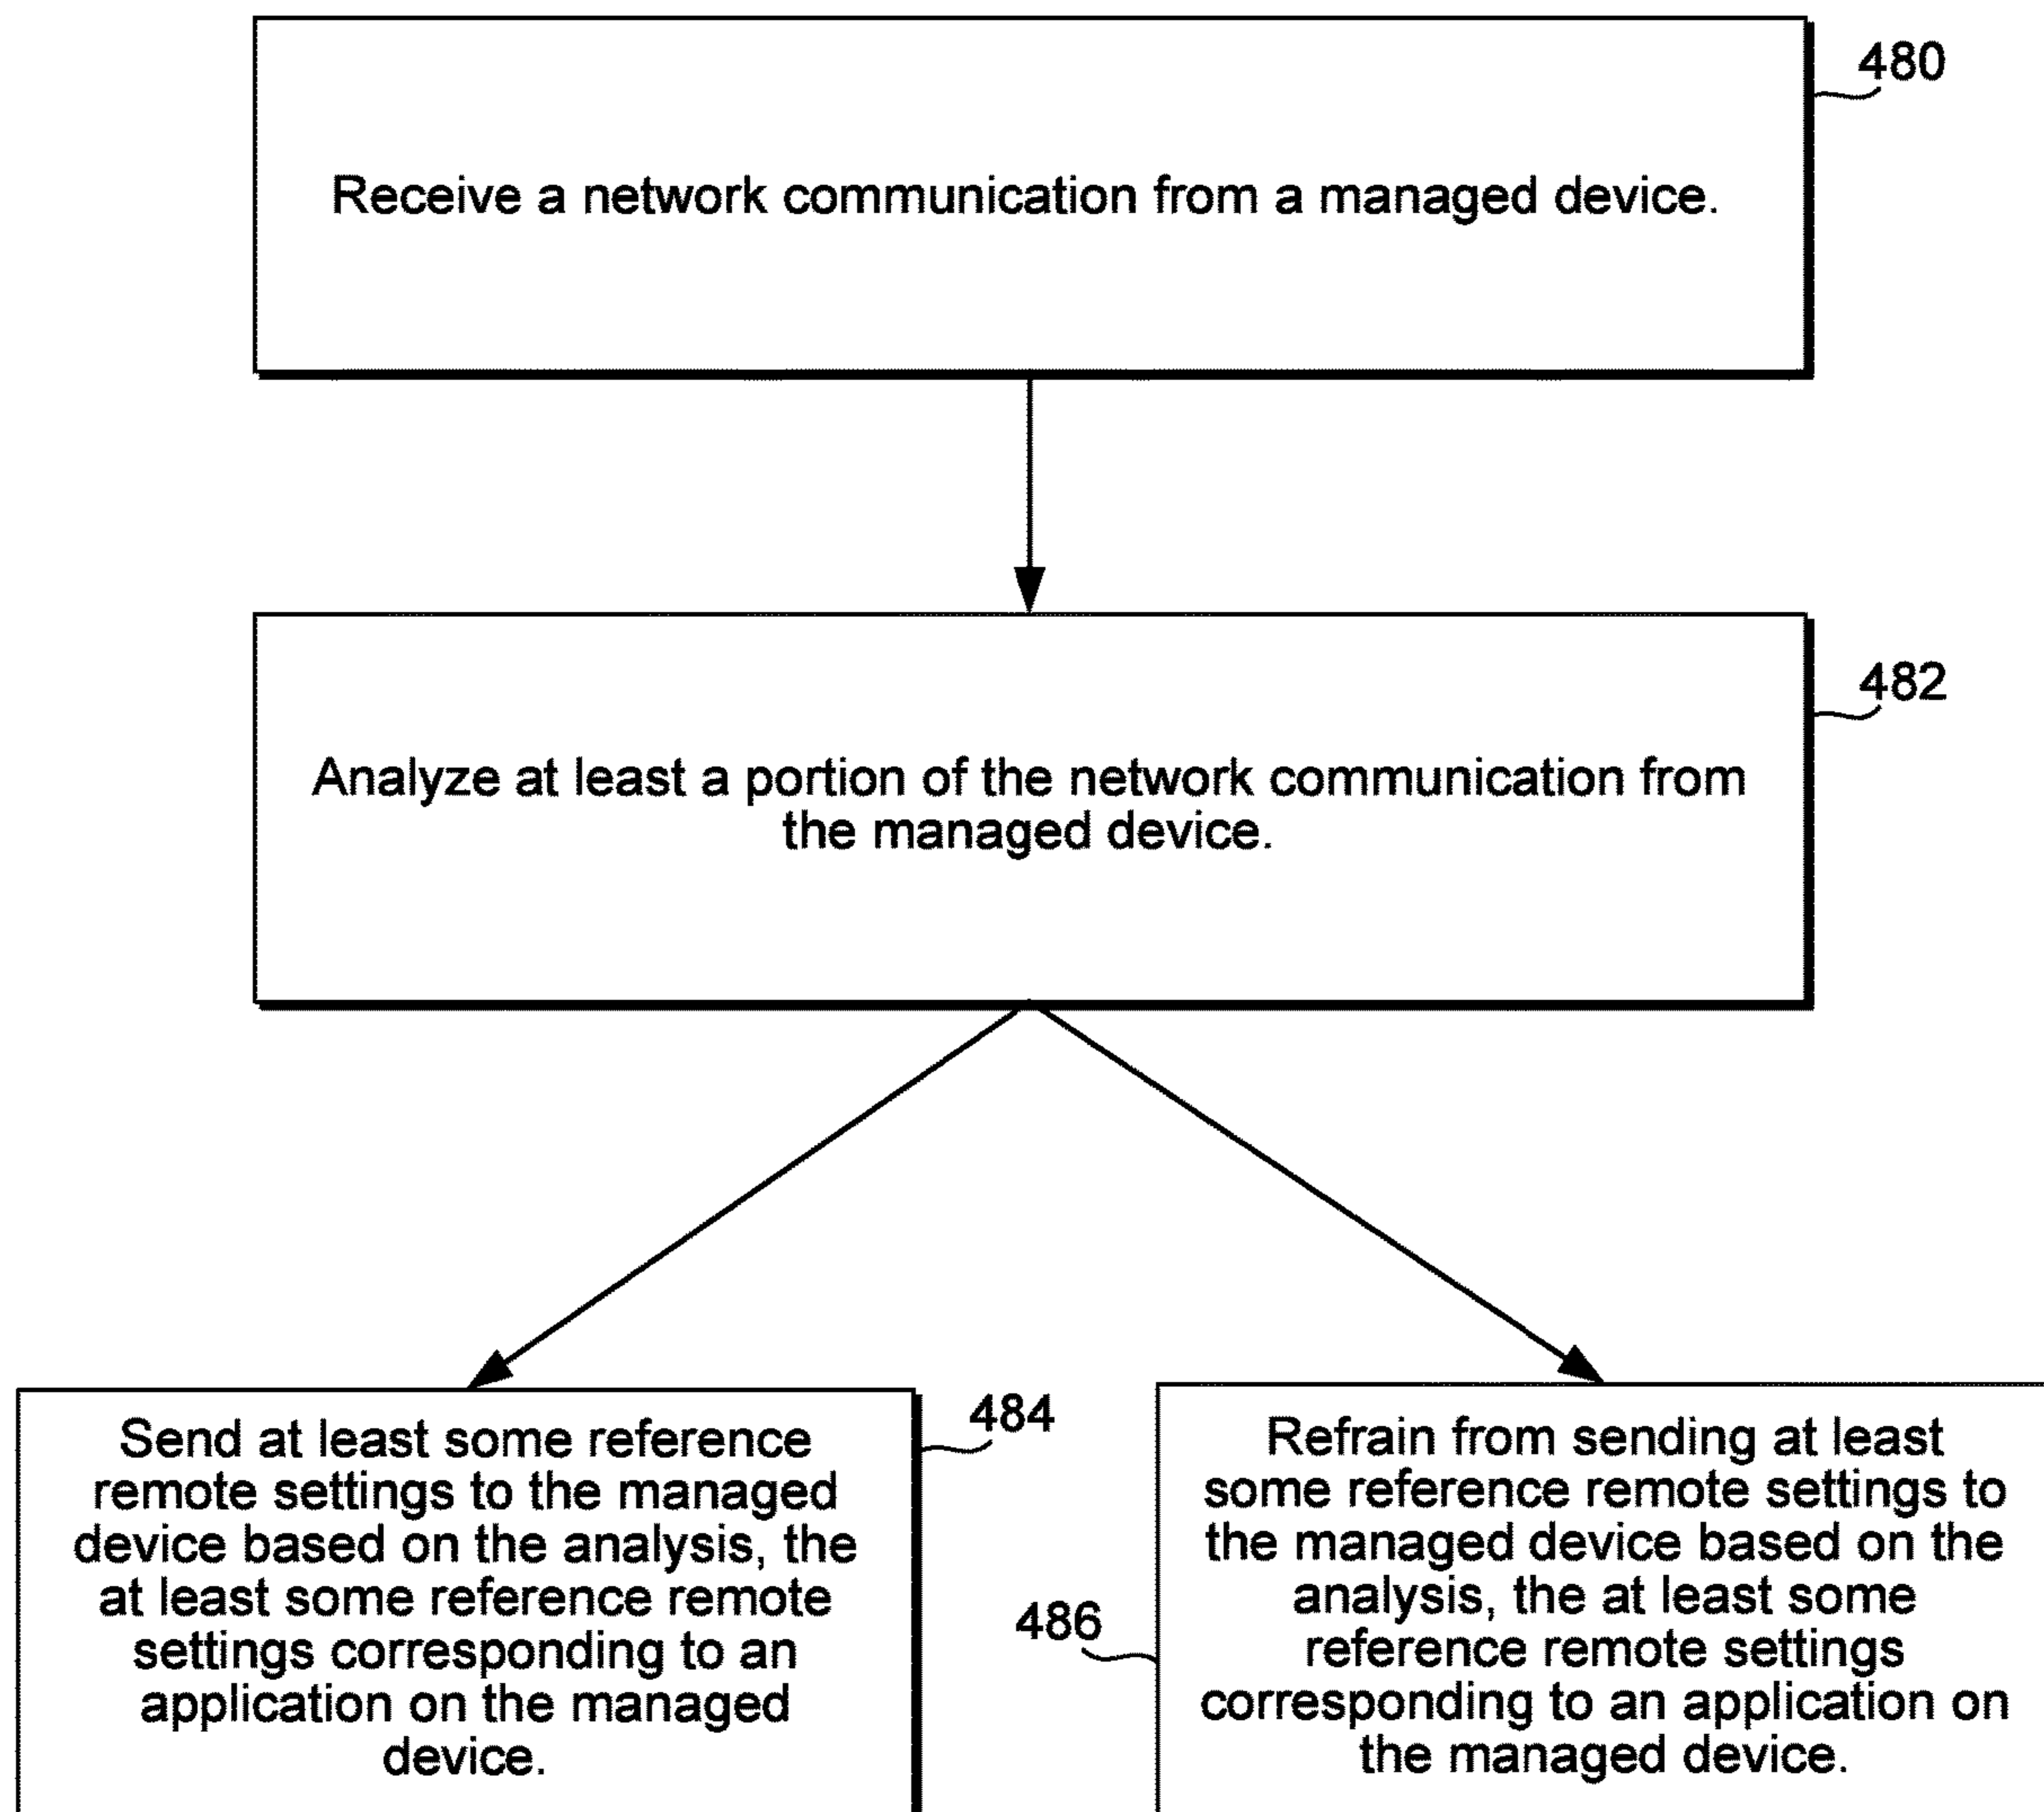 480
Receive a network communication from a managed device.
482
Analyze at least a portion of the network communication from
the managed device.
484
Send at least some reference
remote settings to the managed
device based on the analysis, the
at least some reference remote
settings corresponding to an
application on the managed
device.
486
Refrain from sending at least
some reference remote settings to
the managed device based on the
analysis, the at least some
reference remote settings
corresponding to an application on
the managed device.